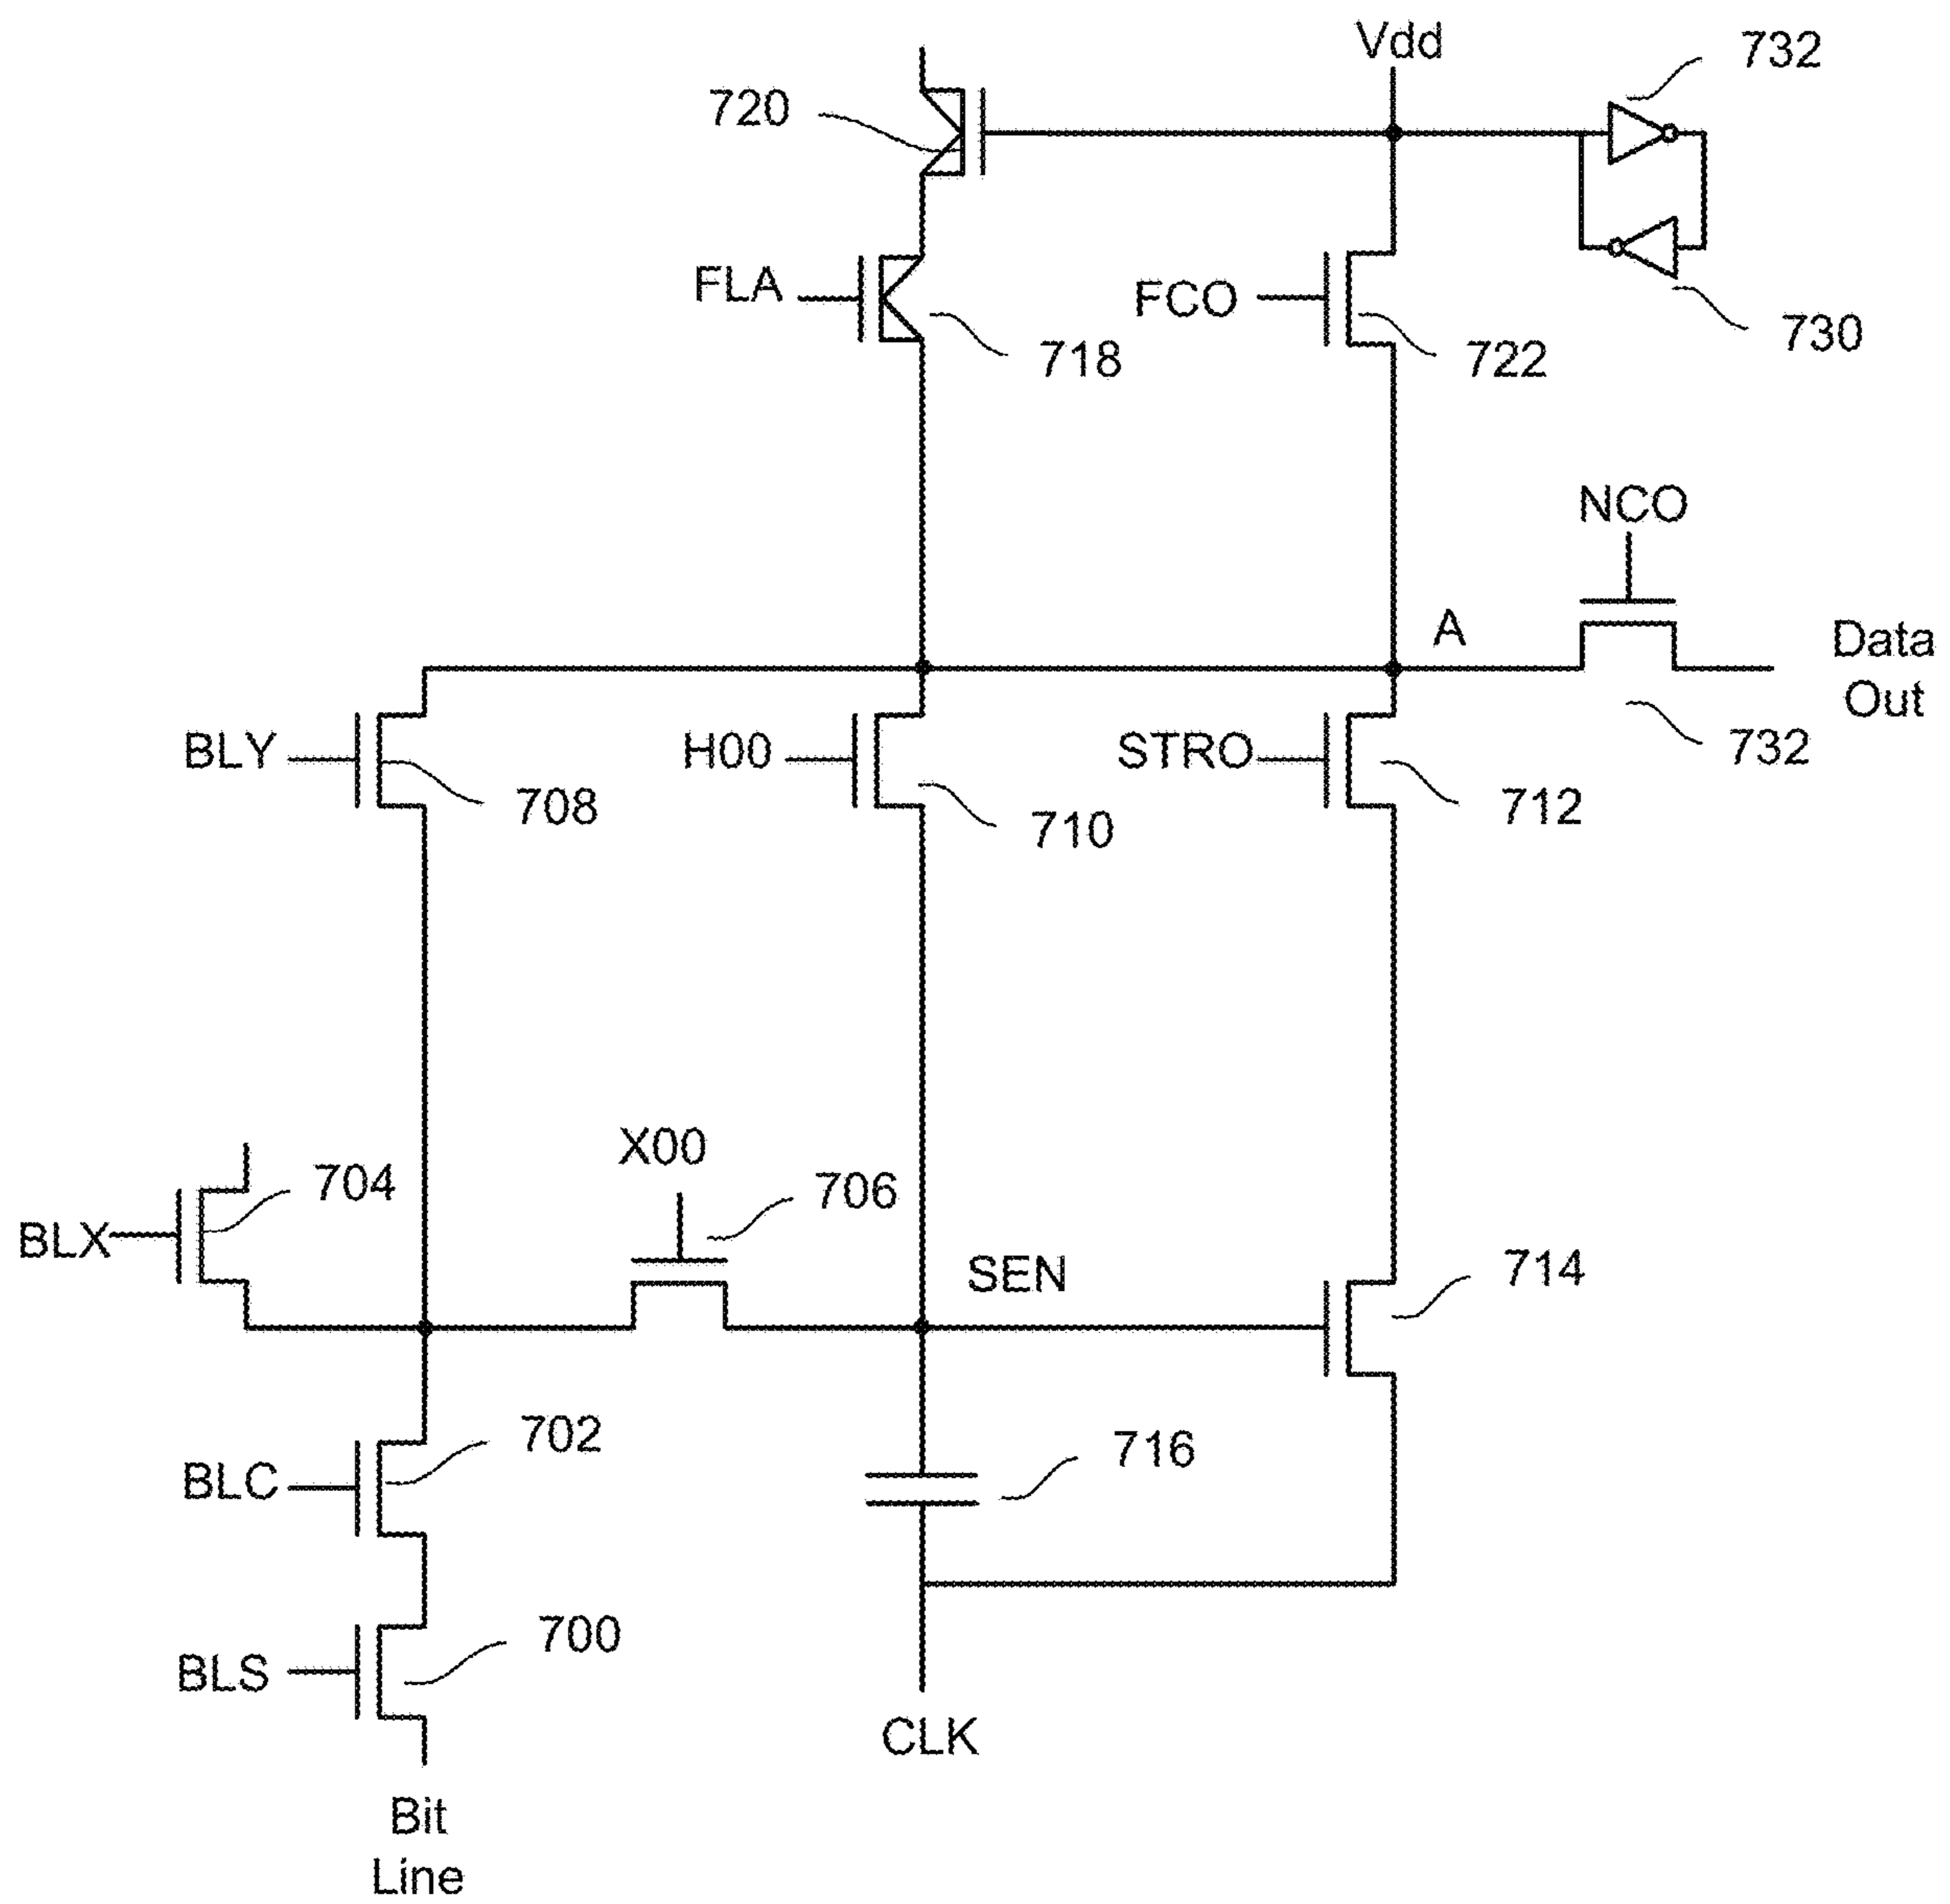 Vdd
732
720
FLA
FCO
718
722
730
NCO
A
Data
Out
BLY
H00
STRO
732
708
710
712
X00
704
706
BLX
SEN
714
702
716
BLC
700
BLS
CLK
Bit
Line